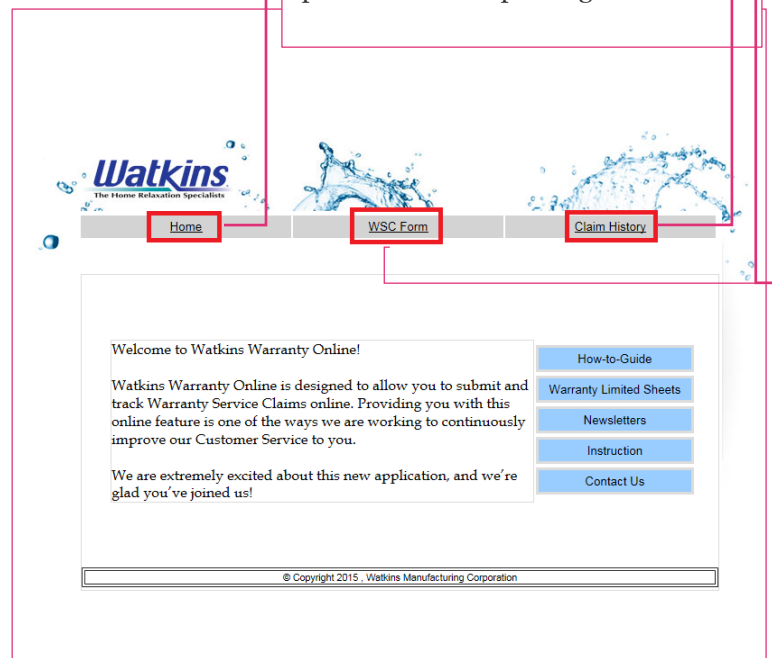 Watkins
The Home Relaxation Specialists
Home
WSC Form
Claim History
Welcome to Watkins Warranty Online!
Watkins Warranty Online is designed to allow you to submit and
track Warranty Service Claims online. Providing you with this
online feature is one of the ways we are working to continuously
improve our Customer Service to you.
We are extremely excited about this new application, and we’re
glad you’ve joined us!
How-to-Guide
Warranty Limited Sheets
Newsletters
Instruction
Contact Us
© Copyright 2015 , Watkins Manufacturing Corporation